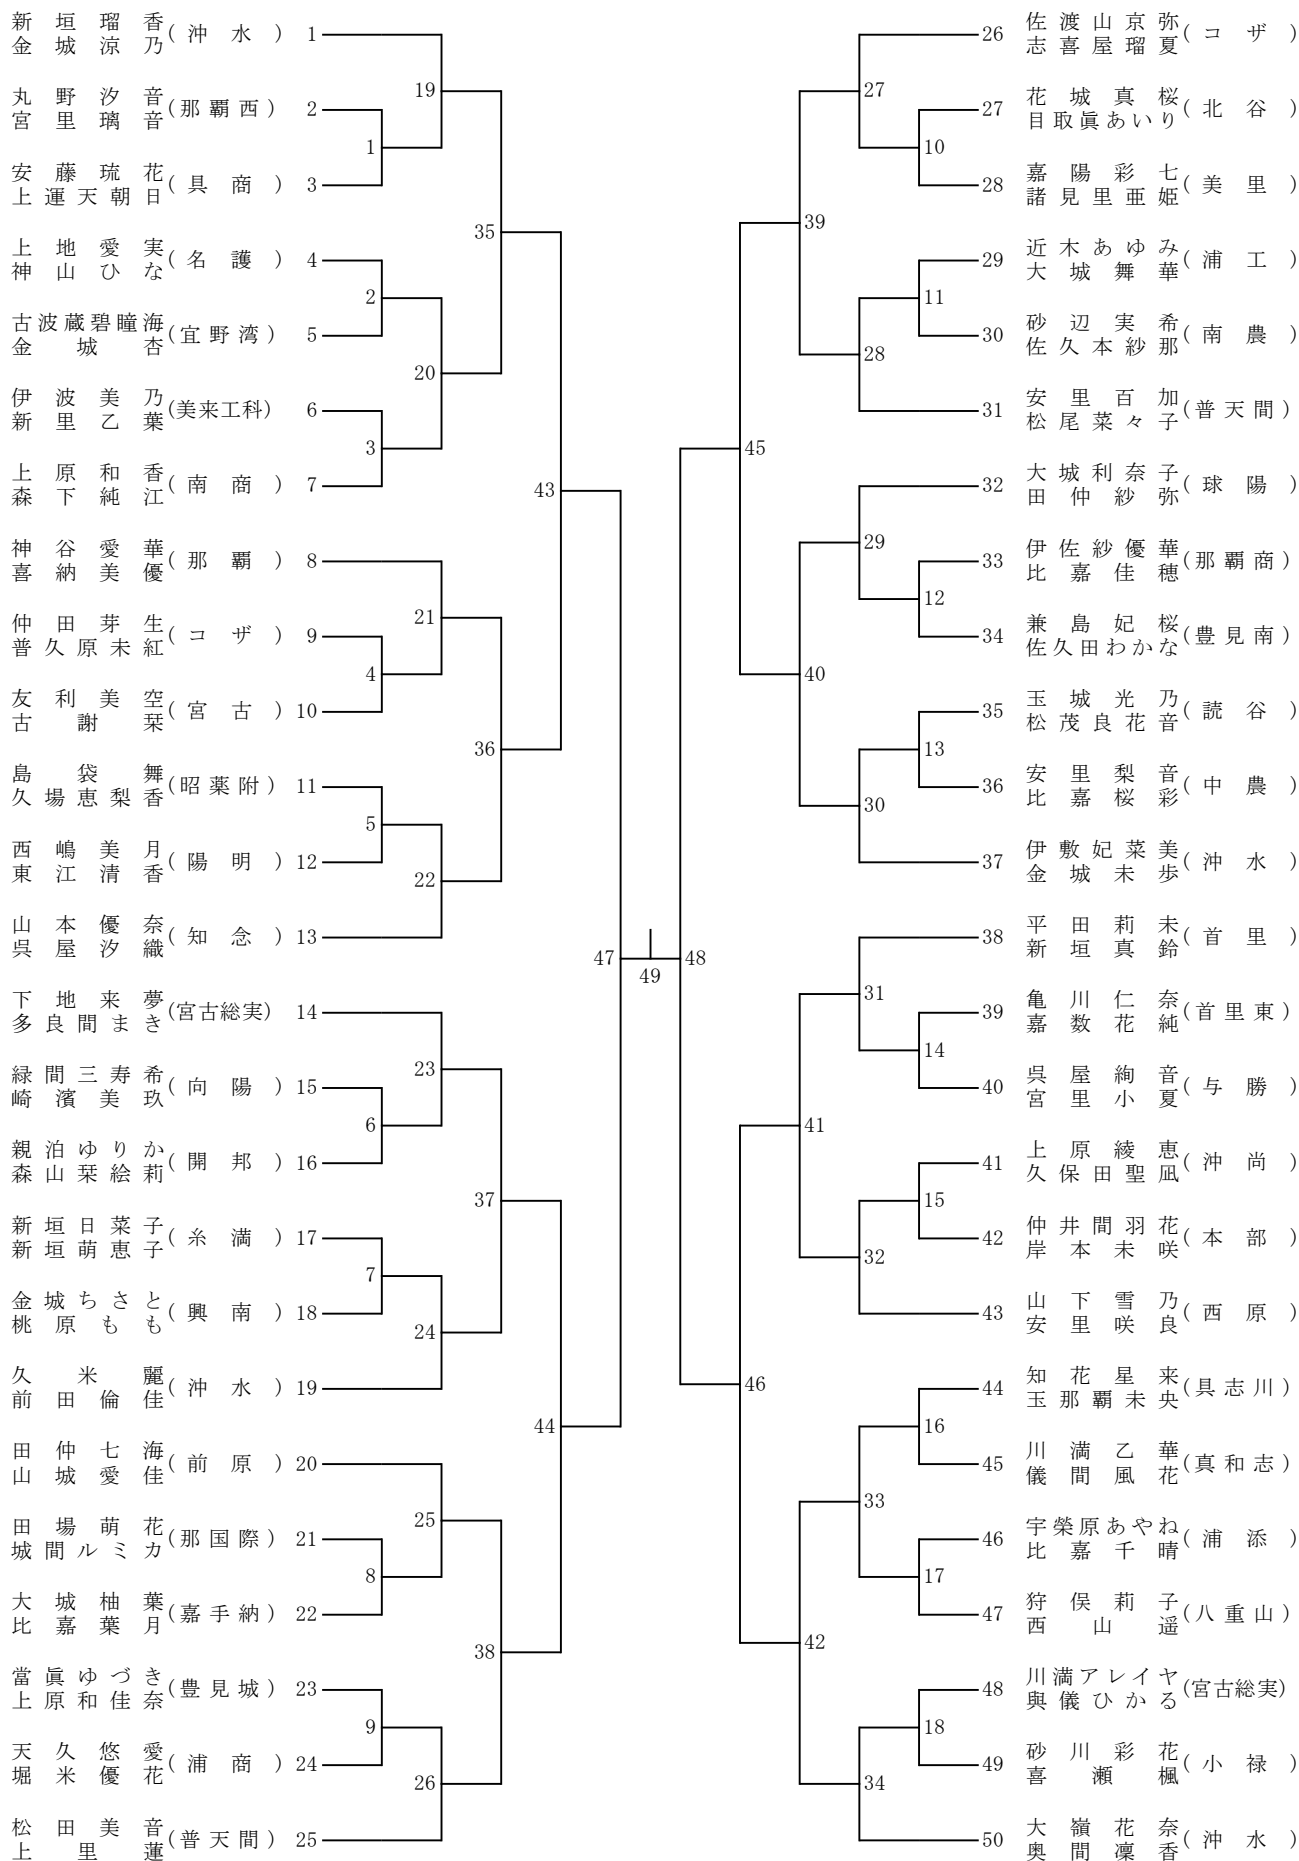 新垣瑠香
金城涼乃 (沖水) 1
丸野汐音
宮里璃音 (那覇西) 2
安藤琉花
上運天朝日 (具商) 3
上地愛実
神山ひな (名護) 4
古波蔵碧瞳海
金城杏 (宜野湾) 5
伊波美乃
新里乙葉 (美来工科) 6
上原和香
森下純江 (南商) 7
神谷愛華
喜納美優 (那覇) 8
仲田芽生
普久原未紅 (コザ) 9
友利美空
古謝栞 (宮古) 10
島袋舞
久場恵梨香 (昭薬附) 11
西嶋美月
東江清香 (陽明) 12
山本優奈
呉屋汐織 (知念) 13
下地来夢
多良間まき (宮古総実) 14
緑間三寿希
崎濱美玖 (向陽) 15
親泊ゆりか
森山栞絵莉 (開邦) 16
新垣日菜子
新垣萌恵子 (糸満) 17
金城ちさと
桃原もも (興南) 18
久米麗
前田倫佳 (沖水) 19
田仲七海
山城愛佳 (前原) 20
田場萌花
城間ルミカ (那国際) 21
大城柚葉
比嘉葉月 (嘉手納) 22
當眞ゆづき
上原和佳奈 (豊見城) 23
天久悠愛
堀米優花 (浦商) 24
松田美音
上里蓮 (普天間) 25
1
2
3
4
5
6
7
8
9
19
20
21
22
23
24
25
26
35
36
37
38
43
44
47
49
48
45
46
39
40
41
42
27
28
29
30
31
32
33
34
10
11
12
13
14
15
16
17
18
26 佐渡山京弥
志喜屋瑠夏 (コザ)
27 花城真桜
目取眞あいり (北谷)
28 嘉陽彩七
諸見里亜姫 (美里)
29 近木あゆみ
大城舞華 (浦工)
30 砂辺実希
佐久本紗那 (南農)
31 安里百加
松尾菜々子 (普天間)
32 大城利奈子
田仲紗弥 (球陽)
33 伊佐紗優華
比嘉佳穂 (那覇商)
34 兼島妃桜
佐久田わかな (豊見南)
35 玉城光乃
松茂良花音 (読谷)
36 安里梨音
比嘉桜彩 (中農)
37 伊敷妃菜美
金城未歩 (沖水)
38 平田莉未
新垣真鈴 (首里)
39 亀川仁奈
嘉数花純 (首里東)
40 呉屋絢音
宮里小夏 (与勝)
41 上原綾恵
久保田聖凪 (沖尚)
42 仲井間羽花
岸本未咲 (本部)
43 山下雪乃
安里咲良 (西原)
44 知花星来
玉那覇未央 (具志川)
45 川満乙華
儀間風花 (真和志)
46 宇榮原あやね
比嘉千晴 (浦添)
47 狩俣莉子
西山遥 (八重山)
48 川満アレイヤ
與儀ひかる (宮古総実)
49 砂川彩花
喜瀬楓 (小禄)
50 大嶺花奈
奥間凜香 (沖水)